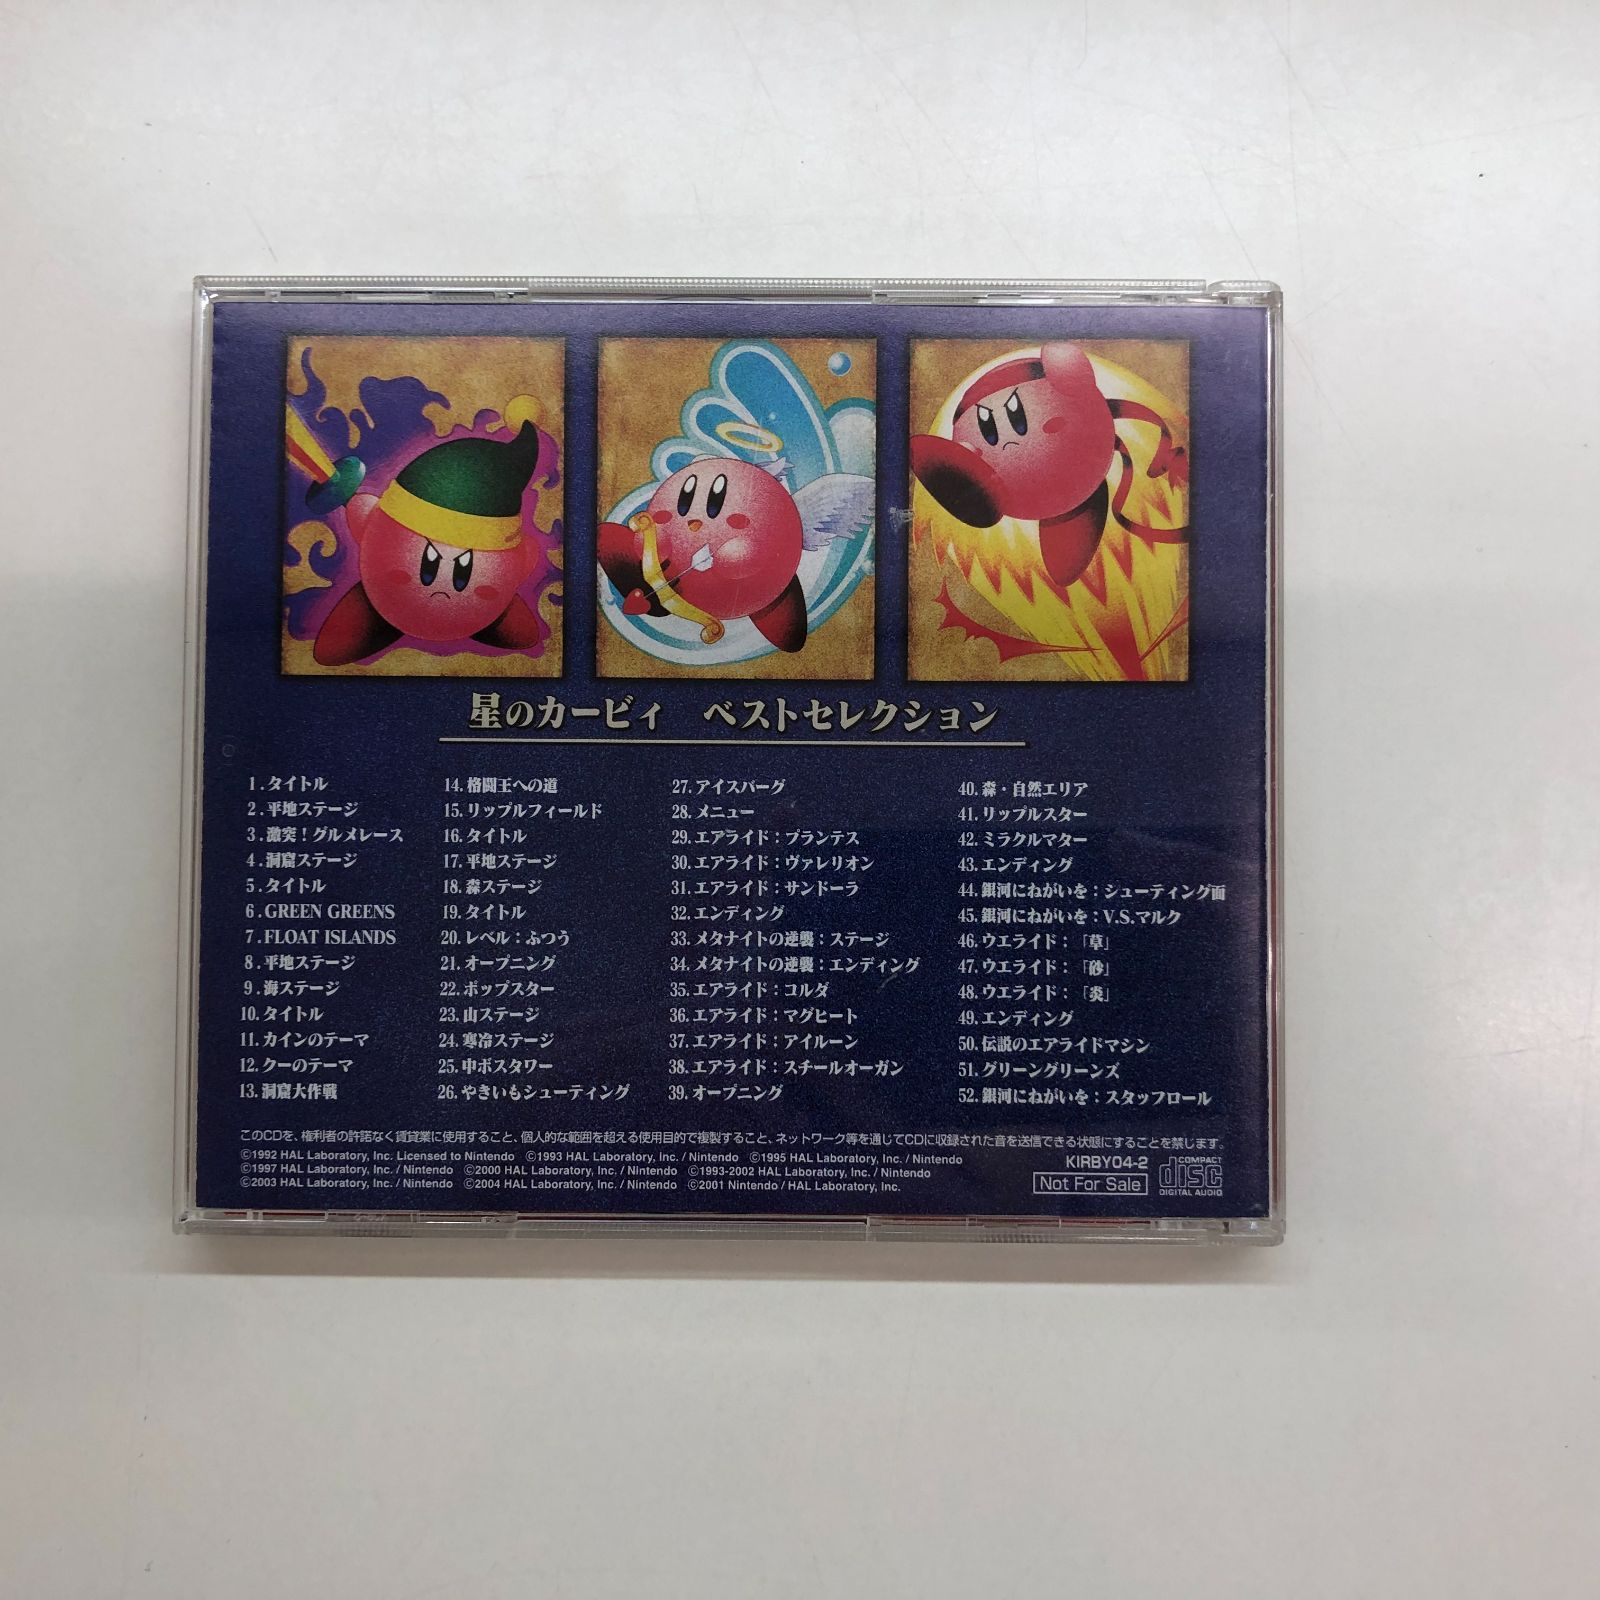 星のカービィ ベストセレクション
1.タイトル
2.平地ステージ
3.激突!グルメレース
4.洞窟ステージ
5.タイトル
6.GREEN GREENS
7.FLOAT ISLANDS
8.平地ステージ
9.海ステージ
10.タイトル
11.カインのテーマ
12.クーのテーマ
13.洞窟大作戦
14.格闘王への道
15.リップルフィールド
16.タイトル
17.平地ステージ
18.森ステージ
19.タイトル
20.レベル:ふつう
21.オープニング
22.ポップスター
23.山ステージ
24.寒冷ステージ
25.中ボスタワー
26.やきいもシューティング
27.アイスバーグ
28.メニュー
29.エアライド:プランテス
30.エアライド:ヴァレリオン
31.エアライド:サンドーラ
32.エンディング
33.メタナイトの逆襲:ステージ
34.メタナイトの逆襲:エンディング
35.エアライド:コルダ
36.エアライド:マグヒート
37.エアライド:アイルーン
38.エアライド:スチールオーガン
39.オープニング
40.森・自然エリア
41.リップルスター
42.ミラクルマター
43.エンディング
44.銀河にねがいを:シューティング面
45.銀河にねがいを:V.S.マルク
46.ウエライド:「草」
47.ウエライド:「砂」
48.ウエライド:「炎」
49.エンディング
50.伝説のエアライドマシン
51.グリーングリーンズ
52.銀河にねがいを:スタッフロール
このCDを、権利者の許諾なく賃貸業に使用すること、個人的な範囲を超える使用目的で複製すること、ネットワーク等を通じてCDに収録された音を送信できる状態にすることを禁じます。
©1992 HAL Laboratory, Inc. Licensed to Nintendo ©1993 HAL Laboratory, Inc. / Nintendo ©1995 HAL Laboratory, Inc. / Nintendo
©1997 HAL Laboratory, Inc. / Nintendo ©2000 HAL Laboratory, Inc. / Nintendo ©1993-2002 HAL Laboratory, Inc. / Nintendo
©2003 HAL Laboratory, Inc. / Nintendo ©2004 HAL Laboratory, Inc. / Nintendo ©2001 Nintendo / HAL Laboratory, Inc.
KIRBY04-2
Not For Sale
COMPACT
disc
DIGITAL AUDIO